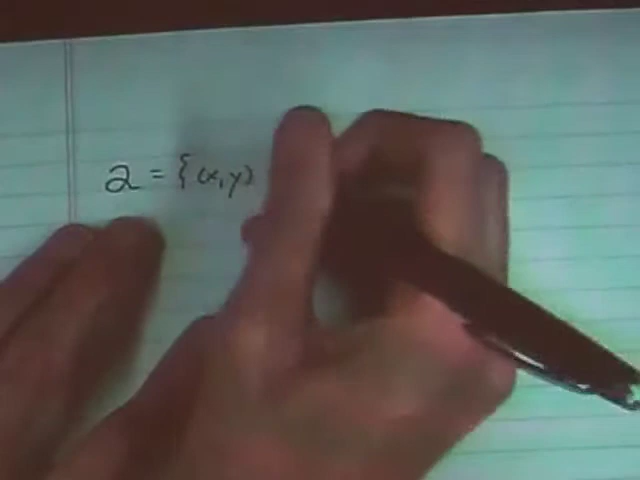 2 = {(x,y)